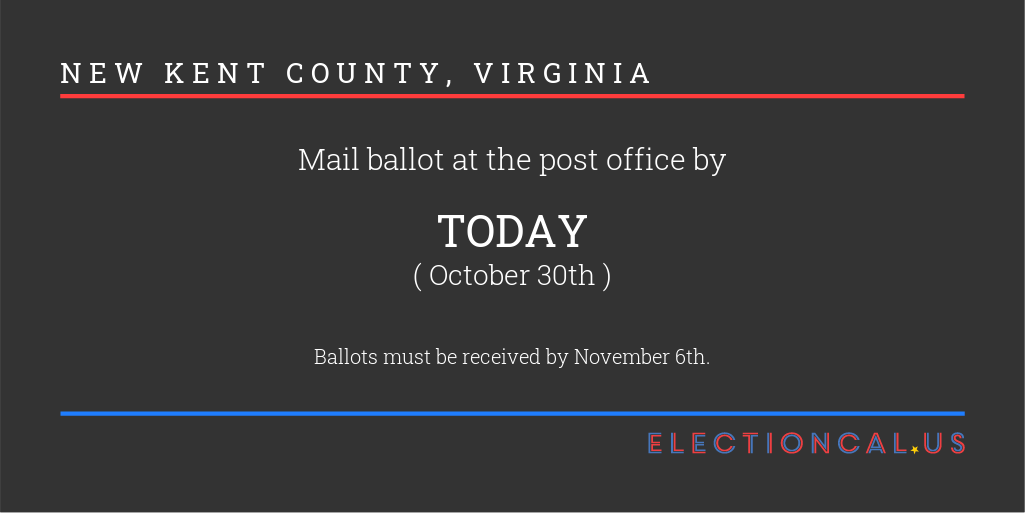 NEW KENT COUNTY, VIRGINIA
Mail ballot at the post office by
TODAY
( October 30th )
Ballots must be received by November 6th.
ELECTIONCAL.US